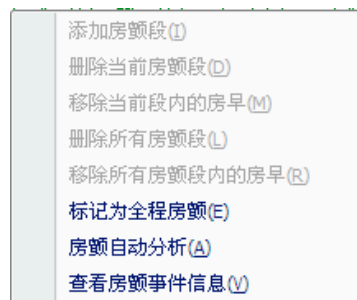 添加房颤段(I)
删除当前房颤段(D)
移除当前段内的房早(M)
删除所有房颤段(L)
移除所有房颤段内的房早(R)
标记为全程房颤(E)
房颤自动分析(A)
查看房颤事件信息(V)